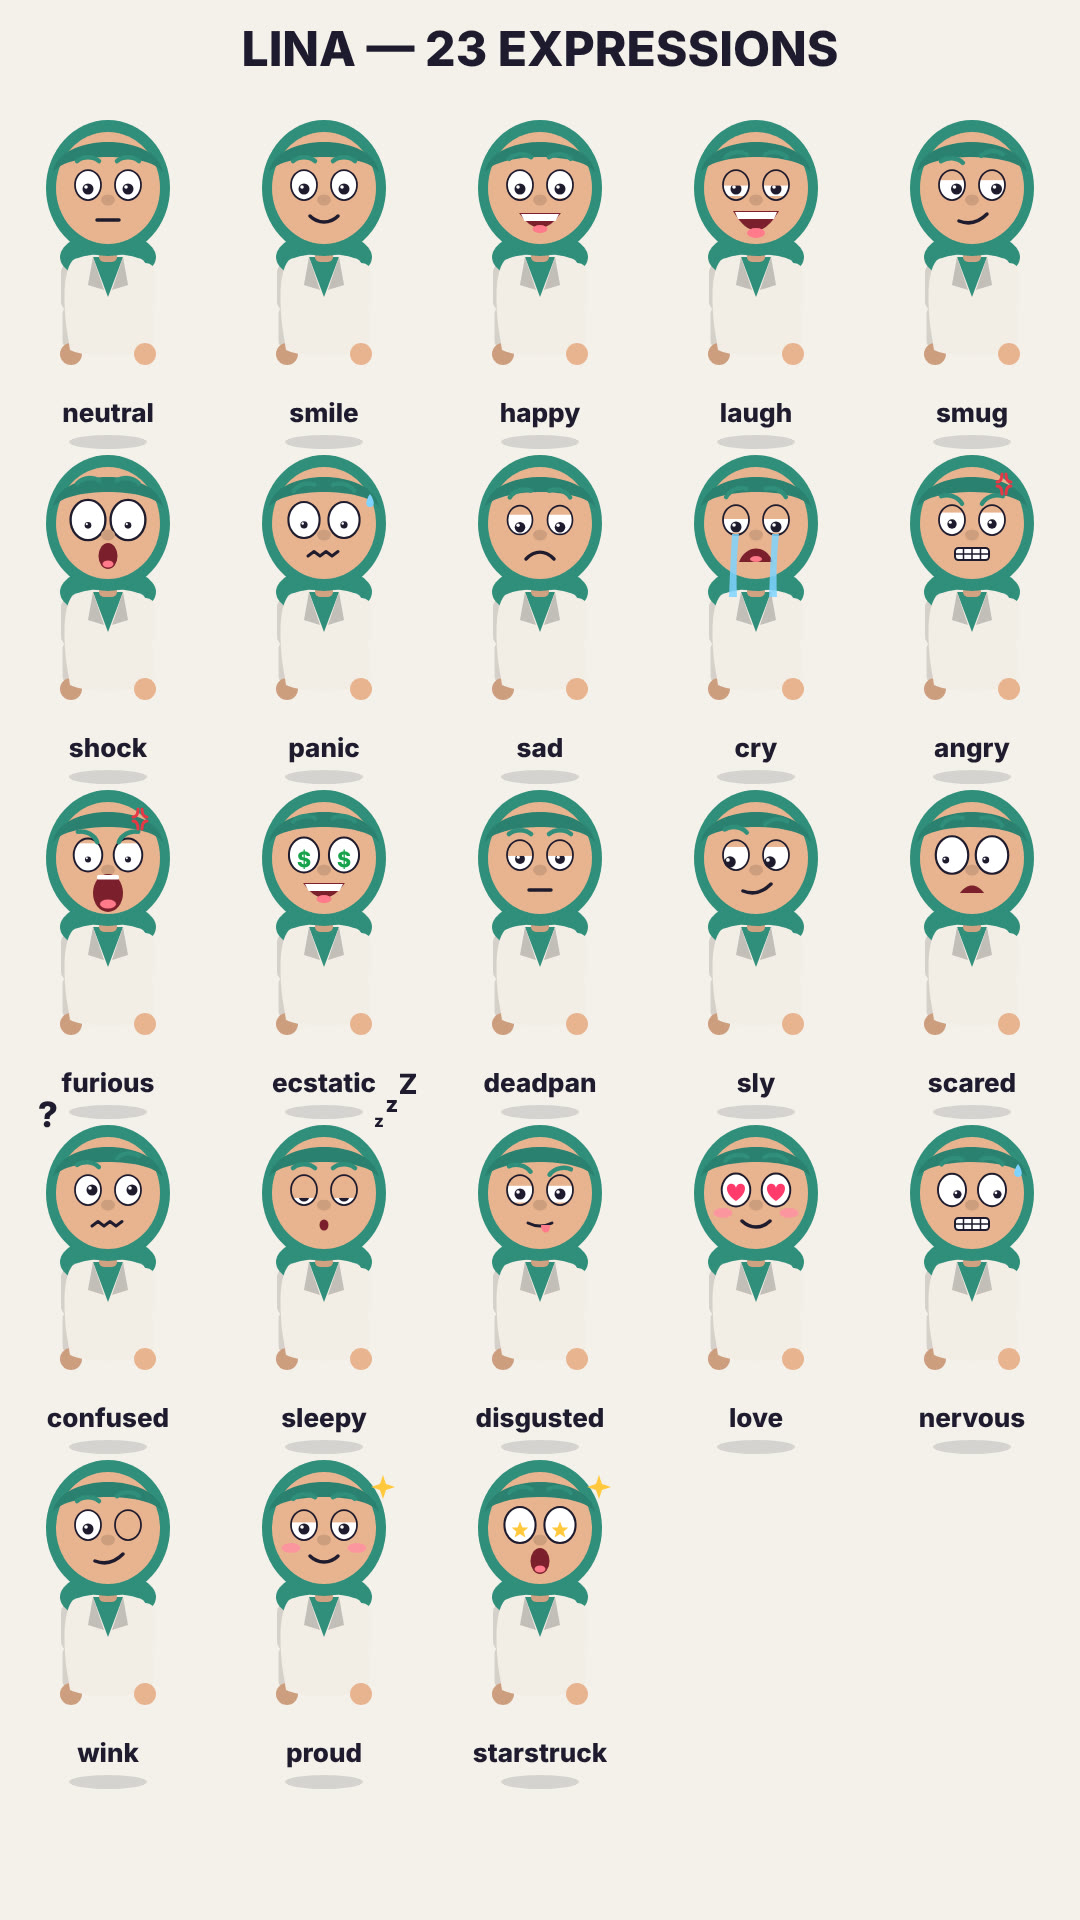 LINA — 23 EXPRESSIONS
neutral smile happy laugh smug
shock panic sad cry angry
$ $
furious ecstatic deadpan sly scared
? z z Z
confused sleepy disgusted love nervous
wink proud starstruck